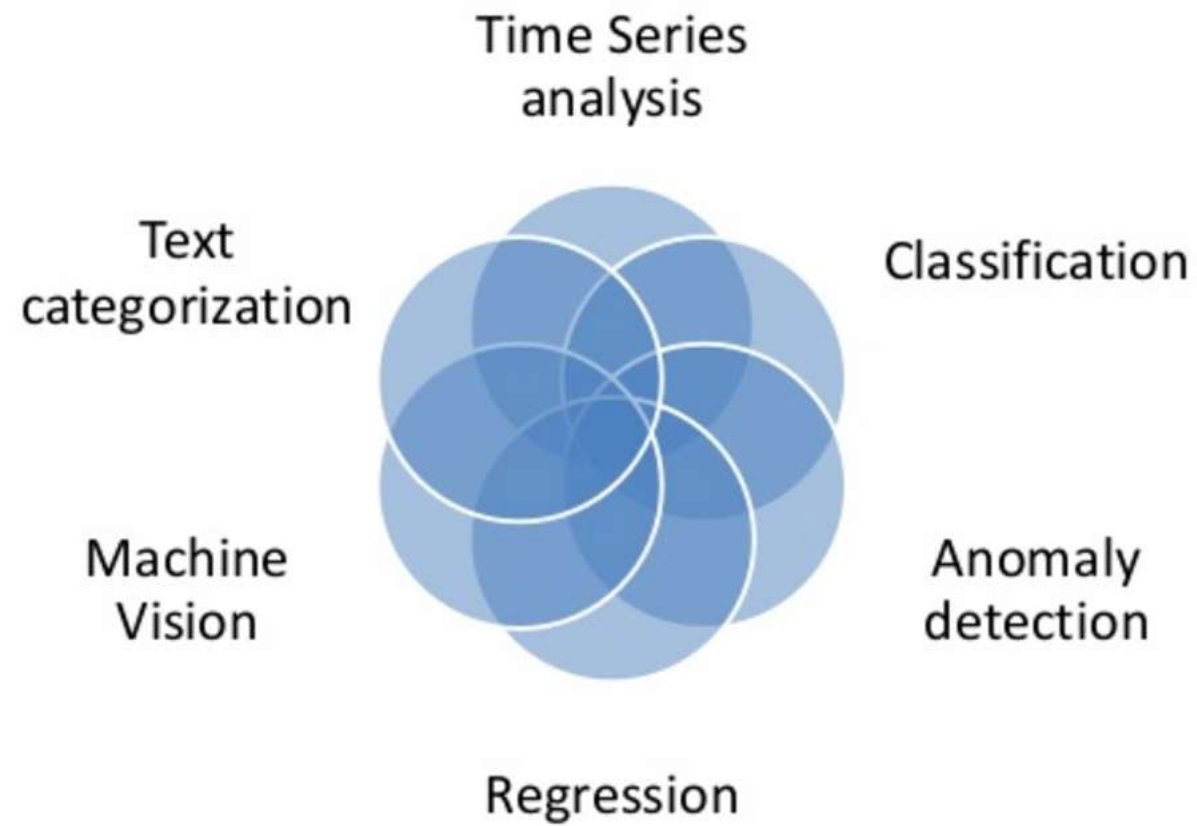 Time Series
analysis
Classification
Anomaly
detection
Regression
Machine
Vision
Text
categorization